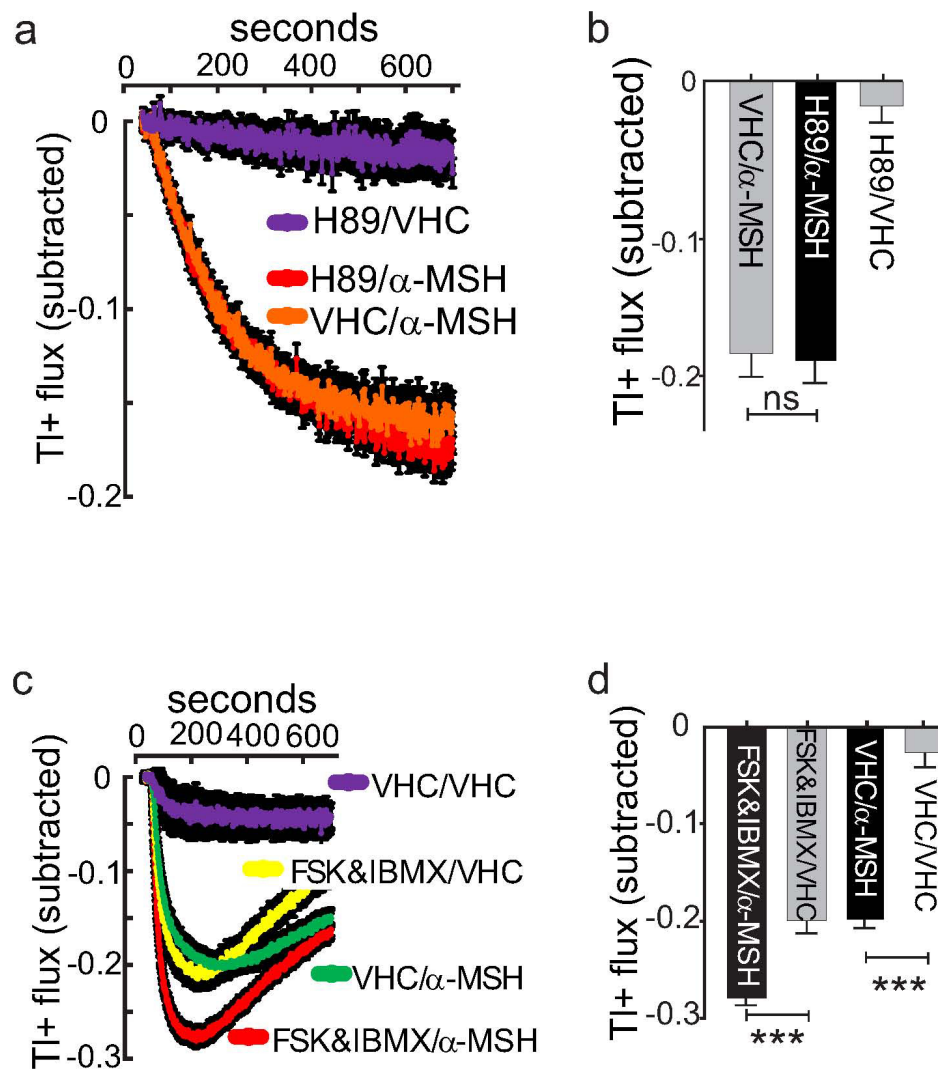 a
seconds
0 200 400 600
Tl+ flux (subtracted)
0
-0.1
-0.2
H89/VHC
H89/α-MSH
VHC/α-MSH
b
Tl+ flux (subtracted)
0
-0.1
-0.2
VHC/α-MSH
H89/α-MSH
H89/VHC
ns
c
seconds
0 200 400 600
Tl+ flux (subtracted)
0
-0.1
-0.2
-0.3
VHC/VHC
FSK&IBMX/VHC
VHC/α-MSH
FSK&IBMX/α-MSH
d
Tl+ flux (subtracted)
0
-0.1
-0.2
-0.3
FSK&IBMX/α-MSH
FSK&IBMX/VHC
VHC/α-MSH
VHC/VHC
***
***